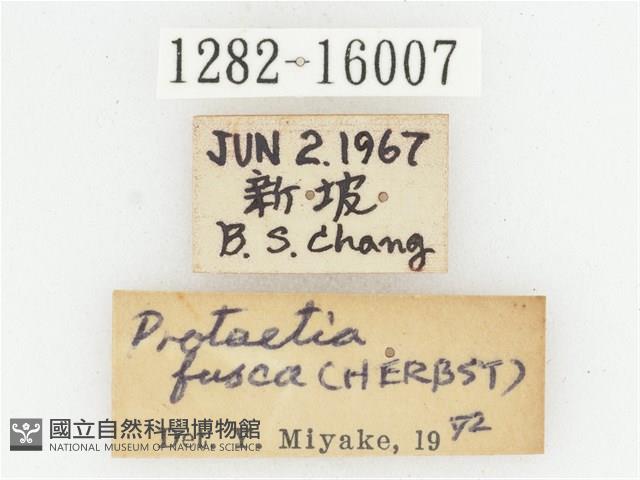 1282-16007
JUN 2.1967
新坡
B. S. Chang
Protaetia
fusca (HERBST)
國立自然科學博物館
NATIONAL MUSEUM OF NATURAL SCIENCE
Miyake, 19